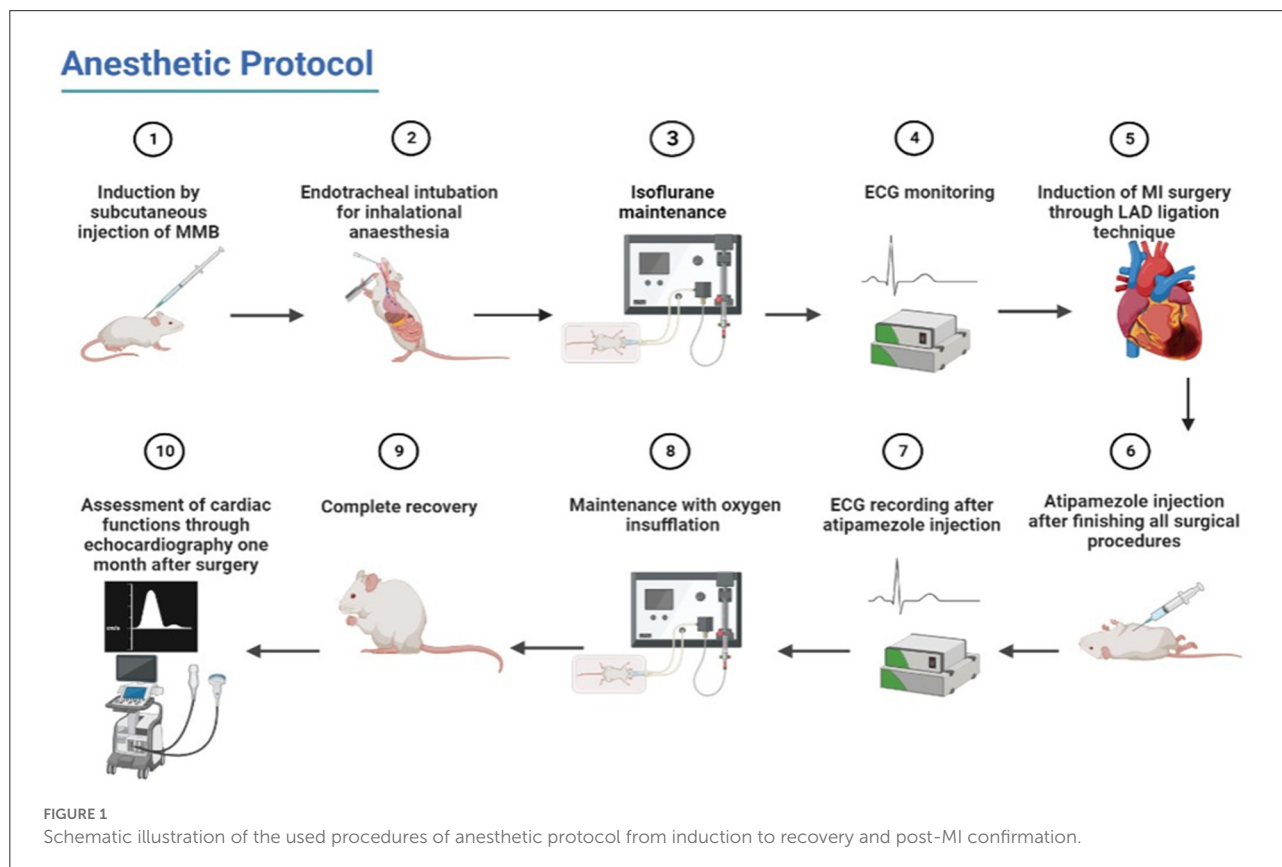 Anesthetic Protocol
1
Induction by
subcutaneous
injection of MMB
2
Endotracheal intubation
for inhalational
anaesthesia
3
Isoflurane
maintenance
4
ECG monitoring
5
Induction of MI surgery
through LAD ligation
technique
6
Atipamezole injection
after finishing all surgical
procedures
7
ECG recording after
atipamezole injection
8
Maintenance with oxygen
insufflation
9
Complete recovery
10
Assessment of cardiac
functions through
echocardiography one
month after surgery
cm/s
FIGURE 1
Schematic illustration of the used procedures of anesthetic protocol from induction to recovery and post-MI confirmation.